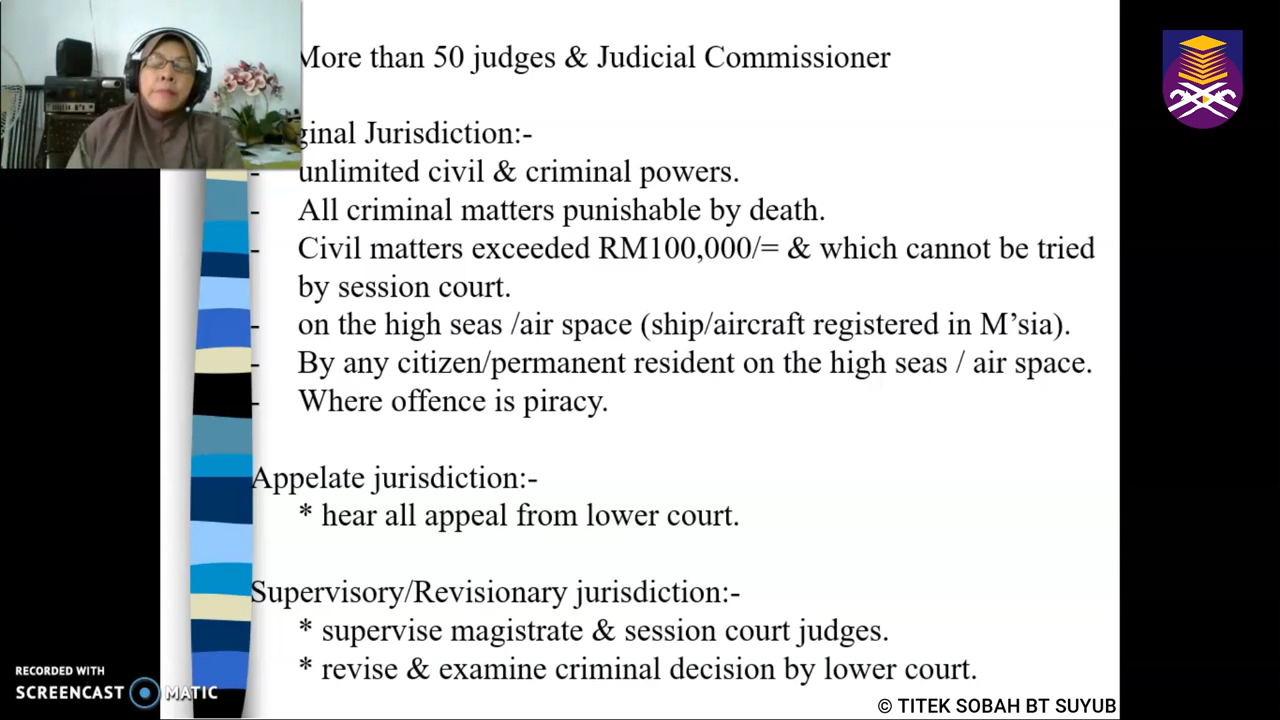 More than 50 judges & Judicial Commissioner
ginal Jurisdiction:-
- unlimited civil & criminal powers.
- All criminal matters punishable by death.
- Civil matters exceeded RM100,000/= & which cannot be tried
by session court.
- on the high seas /air space (ship/aircraft registered in M’sia).
- By any citizen/permanent resident on the high seas / air space.
- Where offence is piracy.
Appelate jurisdiction:-
* hear all appeal from lower court.
Supervisory/Revisionary jurisdiction:-
* supervise magistrate & session court judges.
* revise & examine criminal decision by lower court.
RECORDED WITH
SCREENCAST MATIC
© TITEK SOBAH BT SUYUB